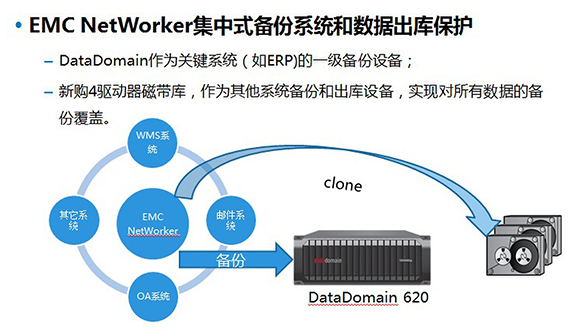 EMC NetWorker集中式备份系统和数据出库保护
DataDomain作为关键系统（如ERP)的一级备份设备；
新购4驱动器磁带库，作为其他系统备份和出库设备，实现对所有数据的备
份覆盖。
WMS系
统
clone
其它系
统
EMC
NetWorker
邮件系
统
备份
domain
OA系统
DataDomain 620